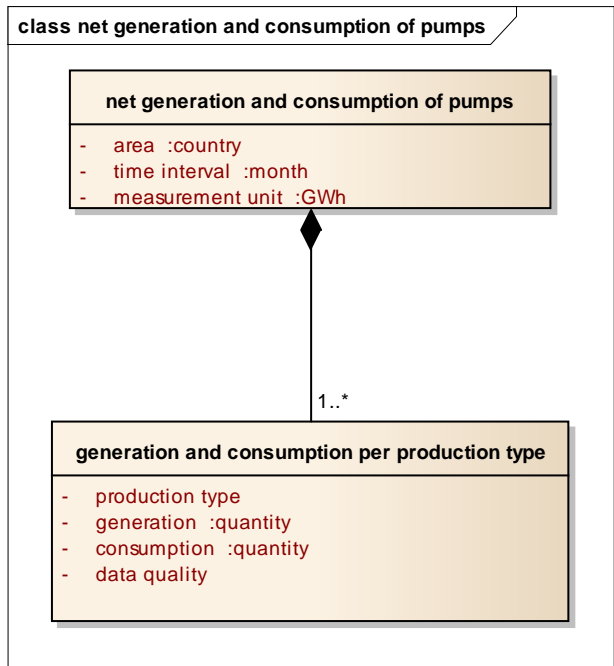 class net generation and consumption of pumps
net generation and consumption of pumps
- area :country
- time interval :month
- measurement unit :GWh
1..*
generation and consumption per production type
- production type
- generation :quantity
- consumption :quantity
- data quality